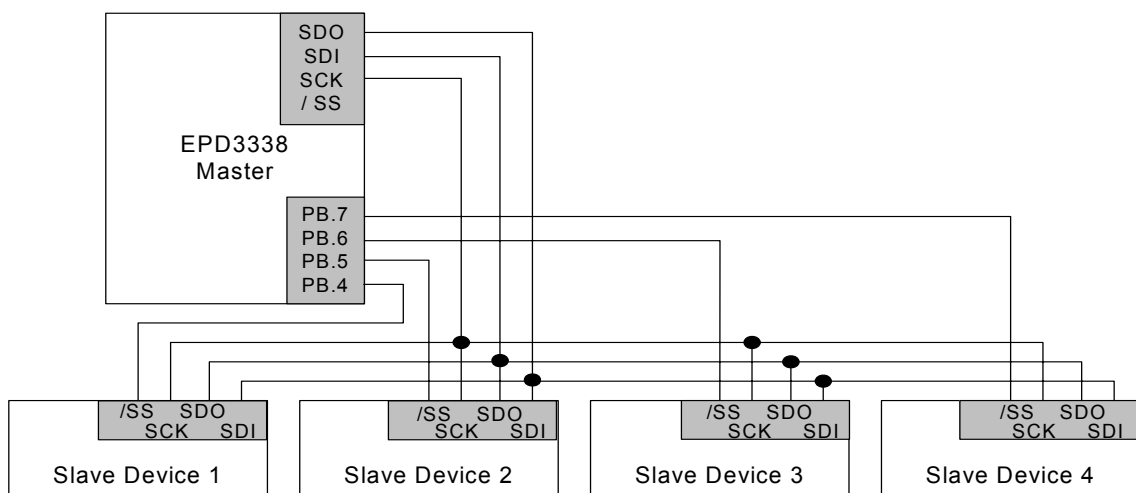 SDO
SDI
SCK
/ SS
EPD3338
Master
PB.7
PB.6
PB.5
PB.4
/SS SDO
SCK SDI
/SS SDO
SCK SDI
/SS SDO
SCK SDI
/SS SDO
SCK SDI
Slave Device 1
Slave Device 2
Slave Device 3
Slave Device 4